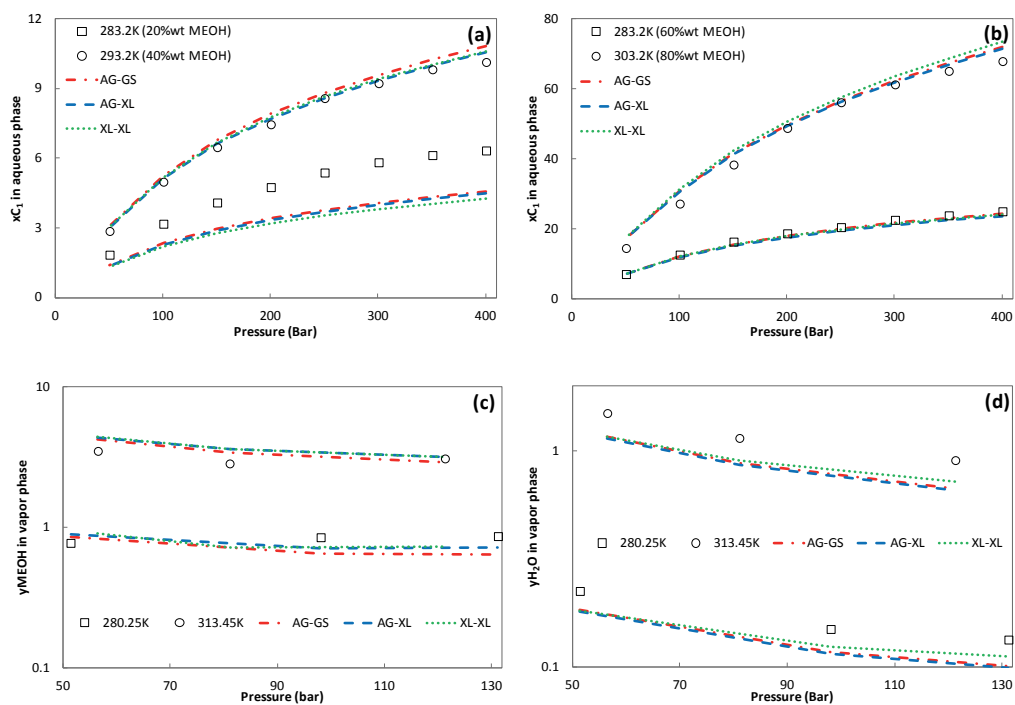 (a)
283.2K (20%wt MEOH)
293.2K (40%wt MEOH)
AG-GS
AG-XL
XL-XL
12
9
6
3
0
xC₁ in aqueous phase
0 100 200 300 400
Pressure (Bar)
(b)
283.2K (60%wt MEOH)
303.2K (80%wt MEOH)
AG-GS
AG-XL
XL-XL
80
60
40
20
0
xC₁ in aqueous phase
0 100 200 300 400
Pressure (Bar)
(c)
10
1
0.1
yMEOH in vapor phase
280.25K 313.45K AG-GS AG-XL XL-XL
50 70 90 110 130
Pressure (bar)
(d)
1
0.1
yH₂O in vapor phase
280.25K 313.45K AG-GS AG-XL XL-XL
50 70 90 110 130
Pressure (bar)